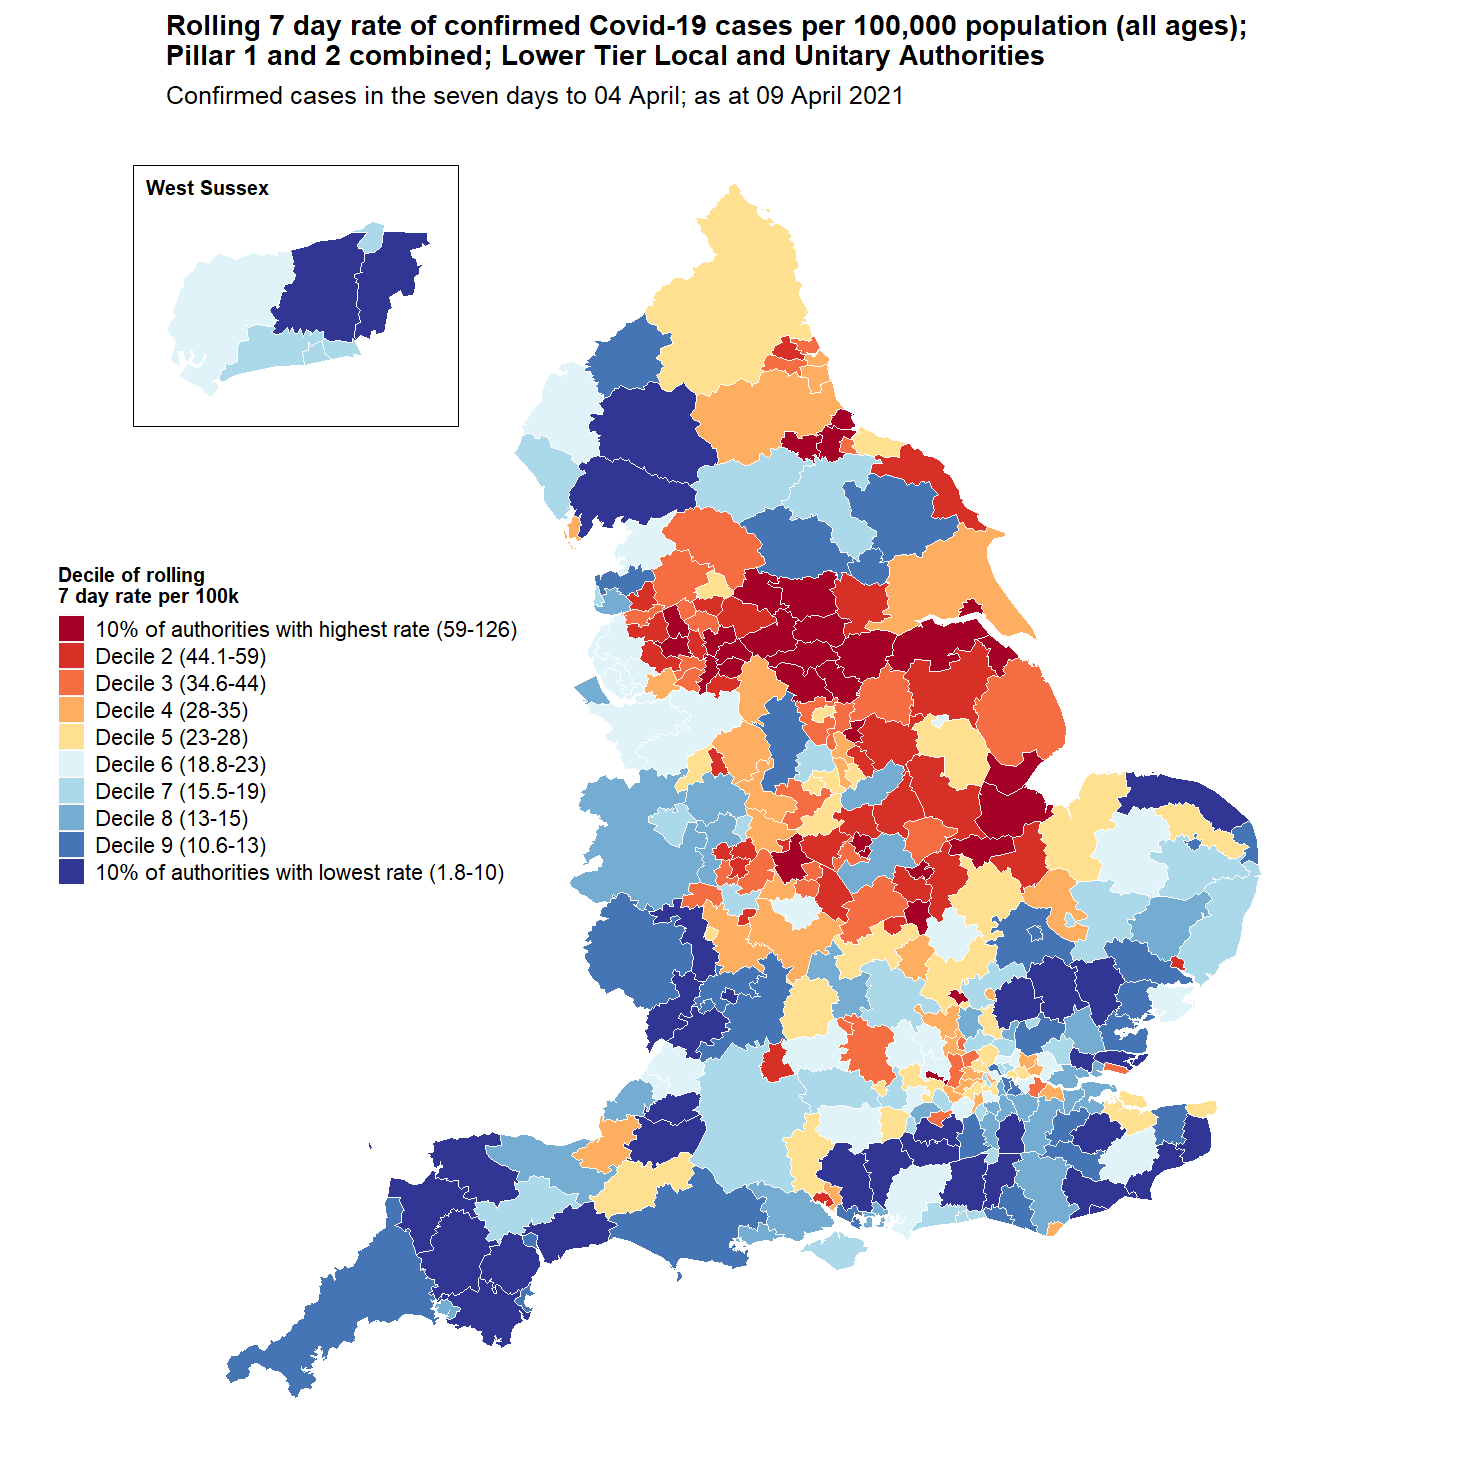 Rolling 7 day rate of confirmed Covid-19 cases per 100,000 population (all ages);
Pillar 1 and 2 combined; Lower Tier Local and Unitary Authorities
Confirmed cases in the seven days to 04 April; as at 09 April 2021
West Sussex
Decile of rolling
7 day rate per 100k
10% of authorities with highest rate (59-126)
Decile 2 (44.1-59)
Decile 3 (34.6-44)
Decile 4 (28-35)
Decile 5 (23-28)
Decile 6 (18.8-23)
Decile 7 (15.5-19)
Decile 8 (13-15)
Decile 9 (10.6-13)
10% of authorities with lowest rate (1.8-10)